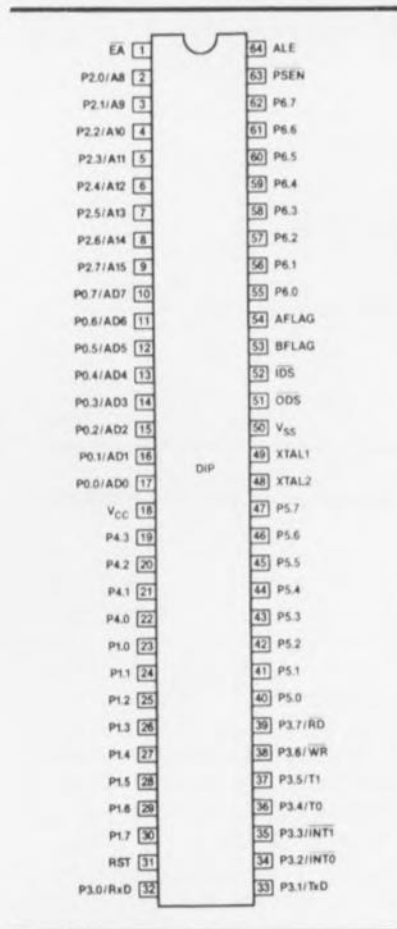 E̅A̅ 1 64 ALE
P2.0/A8 2 63 P̅S̅E̅N̅
P2.1/A9 3 62 P6.7
P2.2/A10 4 61 P6.6
P2.3/A11 5 60 P6.5
P2.4/A12 6 59 P6.4
P2.5/A13 7 58 P6.3
P2.6/A14 8 57 P6.2
P2.7/A15 9 56 P6.1
P0.7/AD7 10 55 P6.0
P0.6/AD6 11 54 AFLAG
P0.5/AD5 12 53 BFLAG
P0.4/AD4 13 52 I̅D̅S̅
P0.3/AD3 14 51 O̅D̅S̅
P0.2/AD2 15 50 VSS
P0.1/AD1 16 49 XTAL1
DIP
P0.0/AD0 17 48 XTAL2
VCC 18 47 P5.7
P4.3 19 46 P5.6
P4.2 20 45 P5.5
P4.1 21 44 P5.4
P4.0 22 43 P5.3
P1.0 23 42 P5.2
P1.1 24 41 P5.1
P1.2 25 40 P5.0
P1.3 26 39 P3.7/R̅D̅
P1.4 27 38 P3.6/W̅R̅
P1.5 28 37 P3.5/T1
P1.6 29 36 P3.4/T0
P1.7 30 35 P3.3/I̅N̅T̅1̅
RST 31 34 P3.2/I̅N̅T̅0̅
P3.0/RxD 32 33 P3.1/TxD